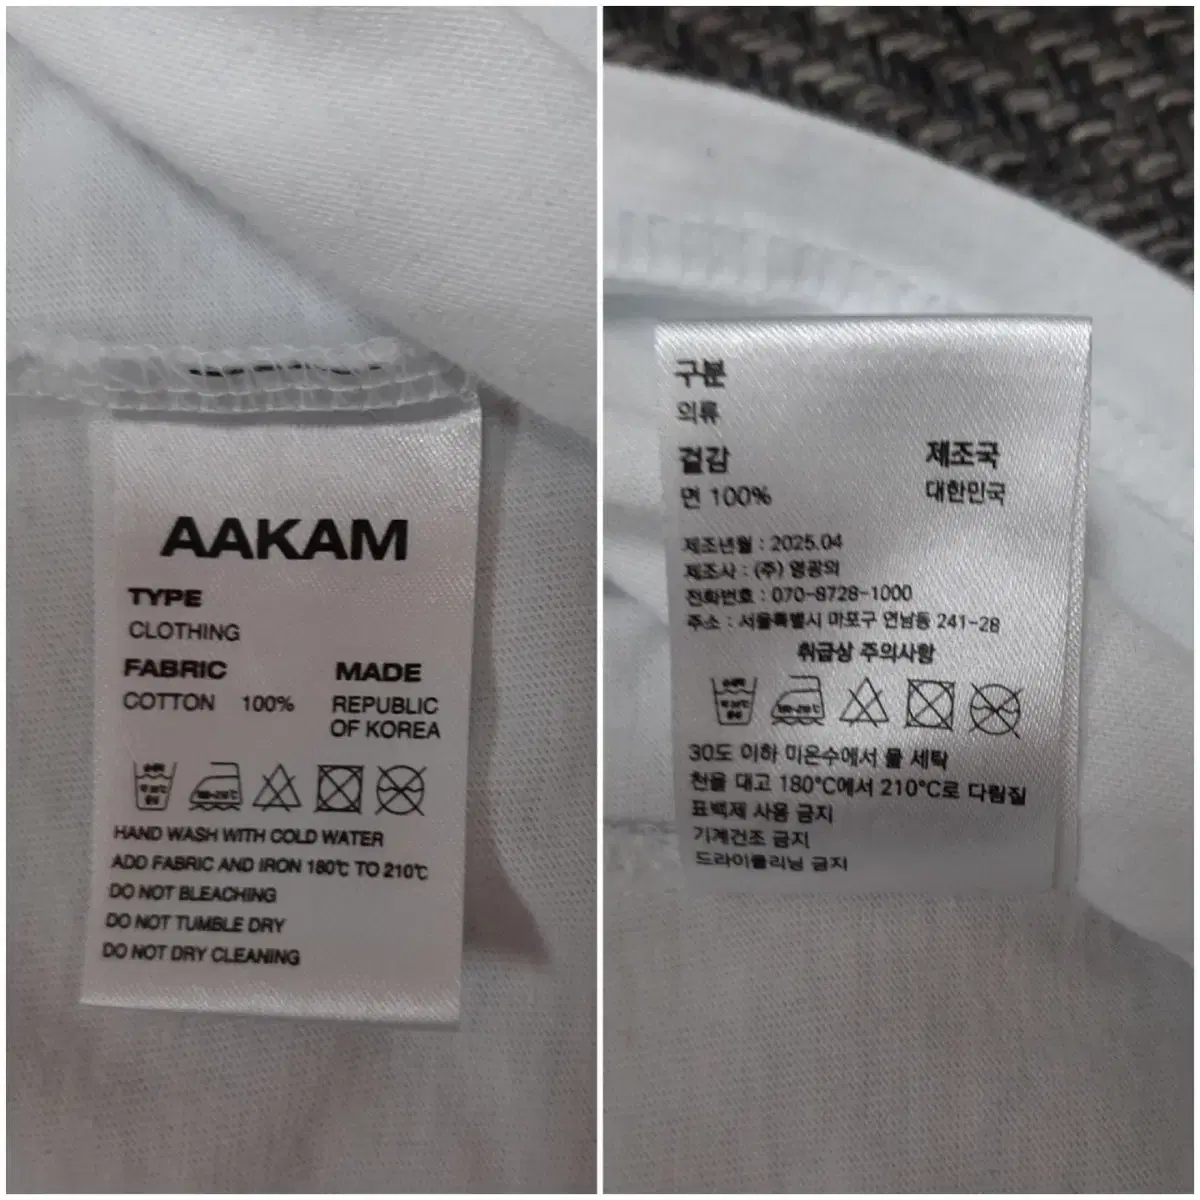 AAKAM
TYPE
CLOTHING
FABRIC
COTTON 100%
MADE
REPUBLIC
OF KOREA
HAND WASH WITH COLD WATER
ADD FABRIC AND IRON 180℃ TO 210℃
DO NOT BLEACHING
DO NOT TUMBLE DRY
DO NOT DRY CLEANING
구분
의류
겉감
면 100%
제조국
대한민국
제조년월 : 2025.04
제조사 : (주) 영광의
전화번호 : 070-8728-1000
주소 : 서울특별시 마포구 연남동 241-28
취급상 주의사항
180~210℃
30도 이하 미온수에서 물 세탁
천을 대고 180°C에서 210°C로 다림질
표백제 사용 금지
기계건조 금지
드라이클리닝 금지